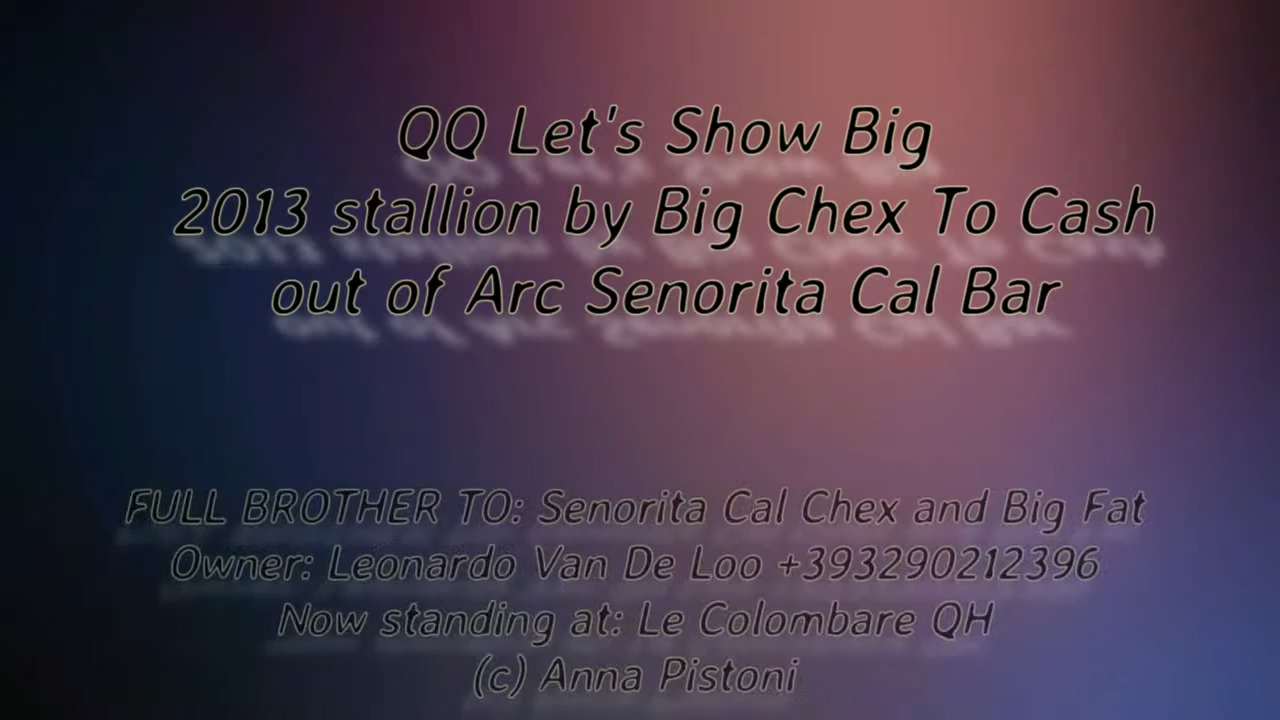 QQ Let's Show Big
2013 stallion by Big Chex To Cash
out of Arc Senorita Cal Bar
FULL BROTHER TO: Senorita Cal Chex and Big Fat
Owner: Leonardo Van De Loo +393290212396
Now standing at: Le Colombare QH
(c) Anna Pistoni